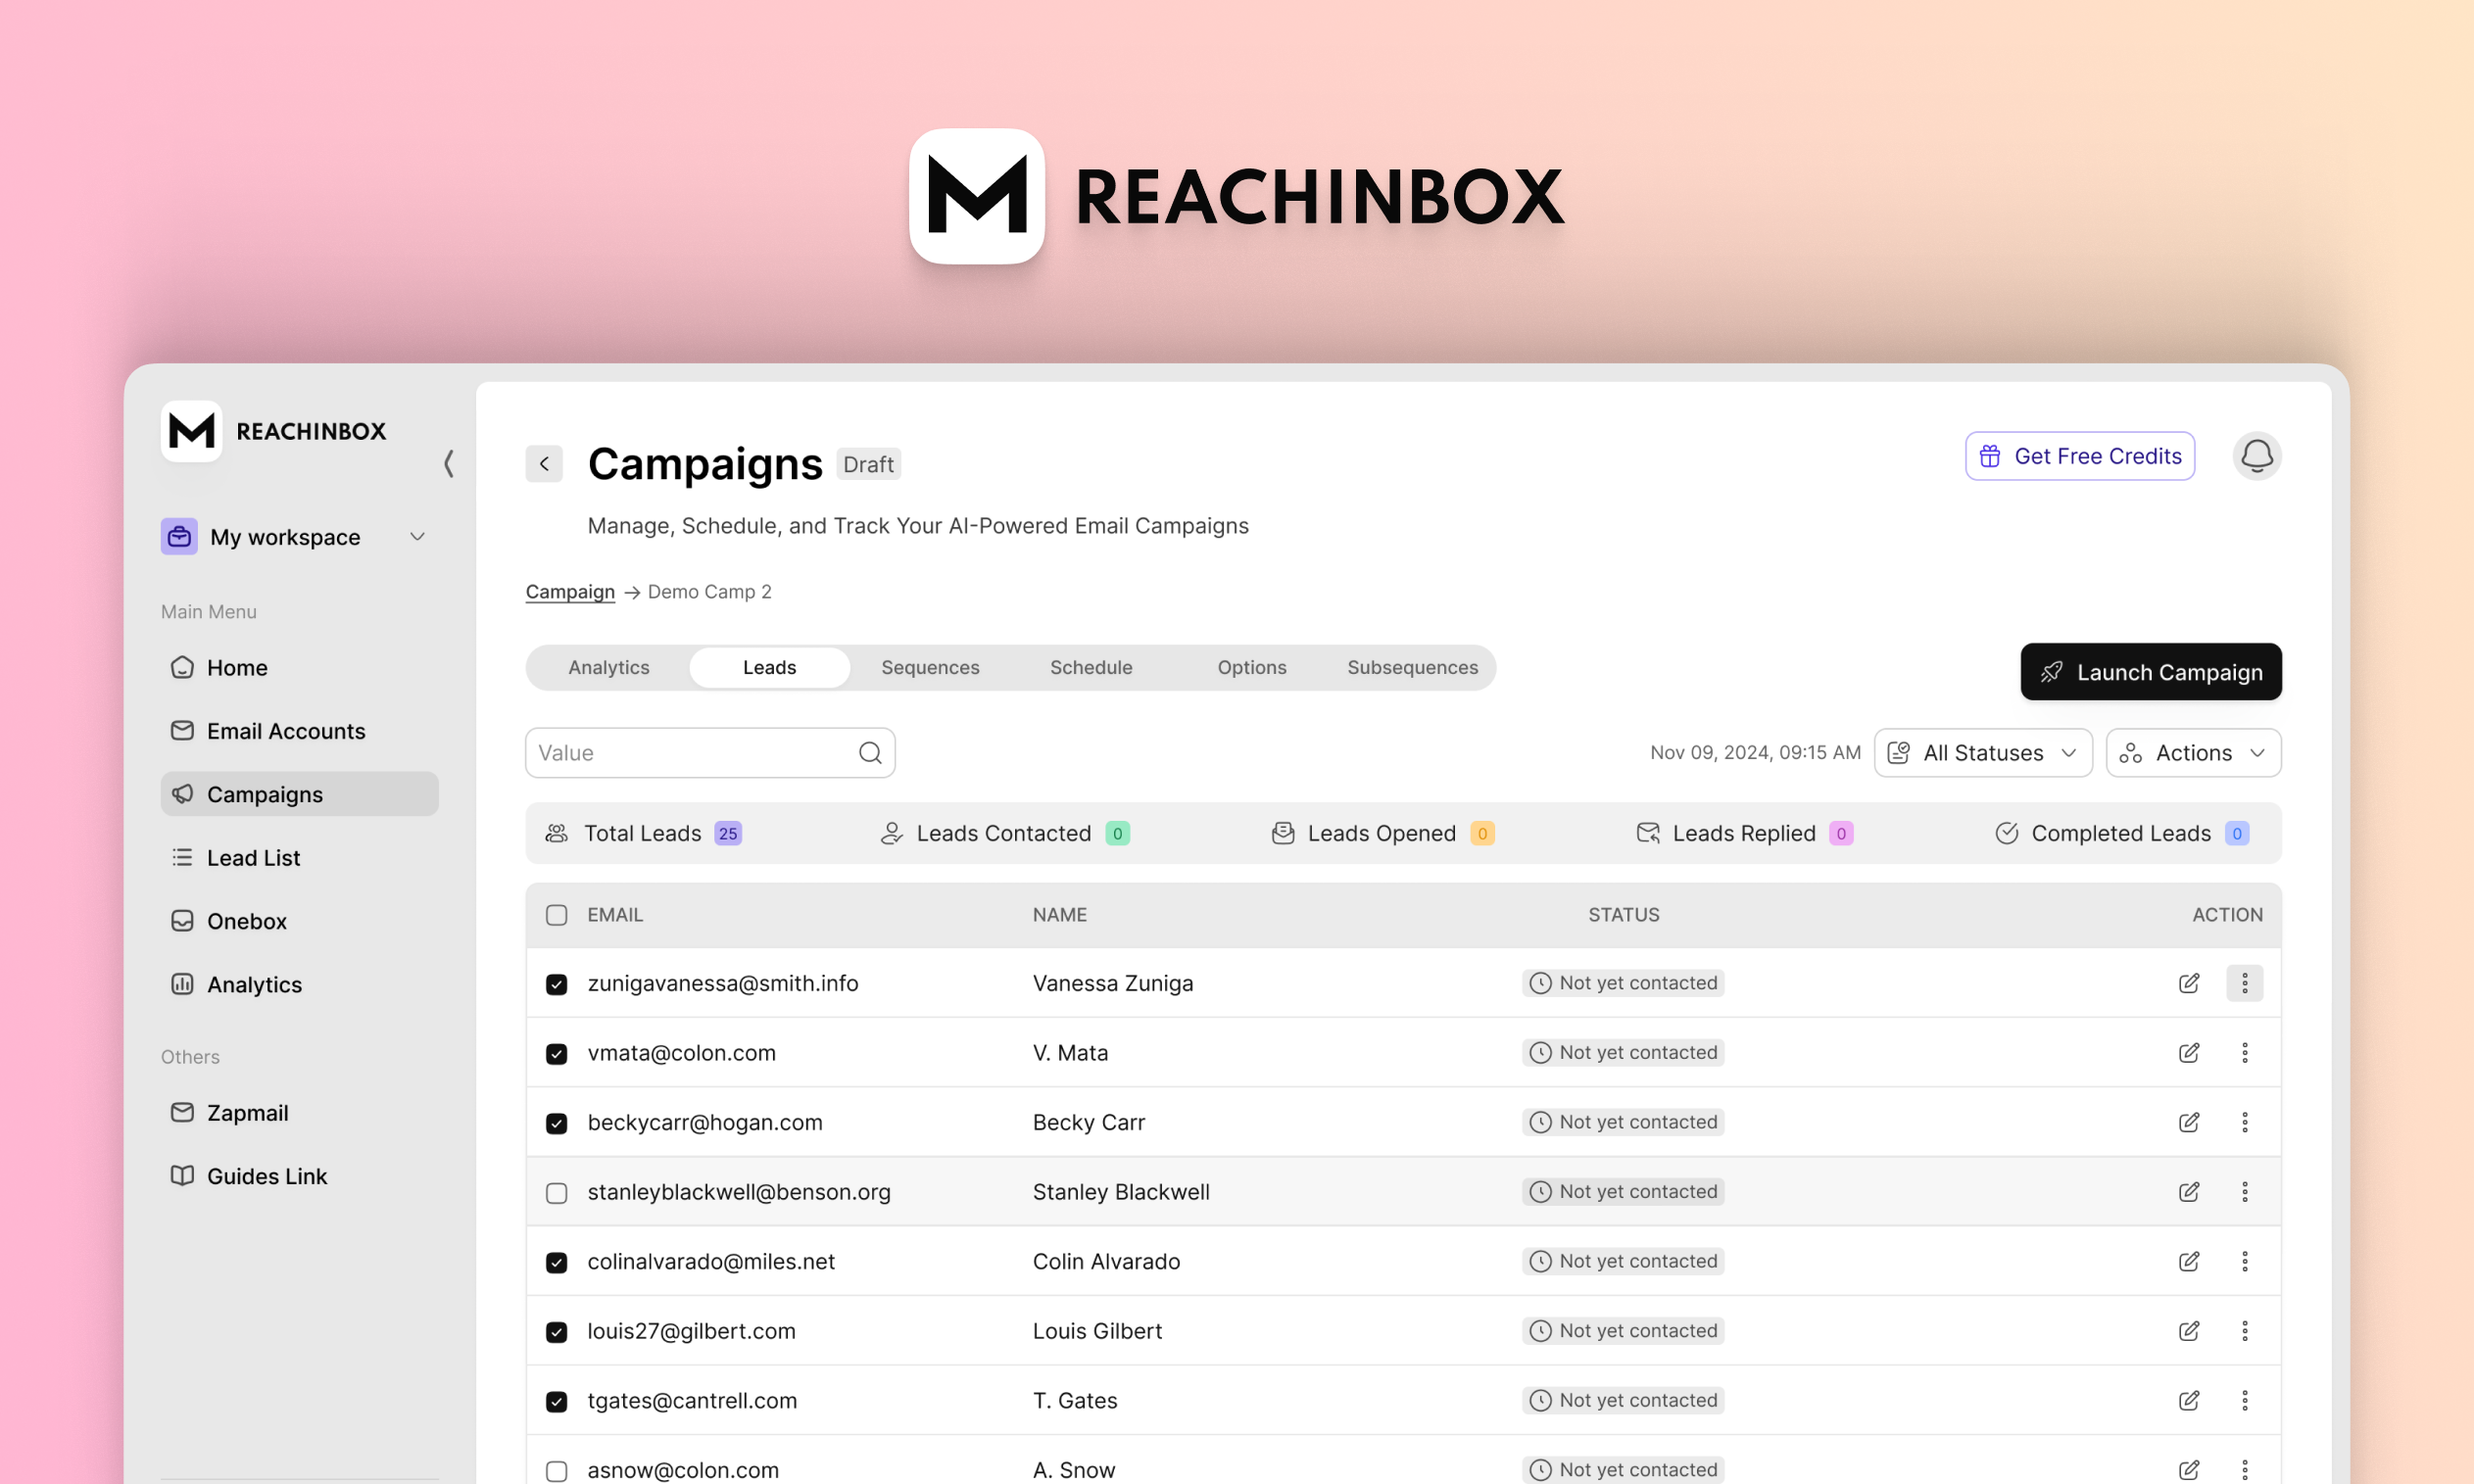 REACHINBOX
REACHINBOX
My workspace
Main Menu
Home
Email Accounts
Campaigns
Lead List
Onebox
Analytics
Others
Zapmail
Guides Link
Campaigns Draft
Get Free Credits
Manage, Schedule, and Track Your AI-Powered Email Campaigns
Campaign → Demo Camp 2
Analytics Leads Sequences Schedule Options Subsequences
Launch Campaign
Value
Nov 09, 2024, 09:15 AM All Statuses Actions
Total Leads 25 Leads Contacted 0 Leads Opened 0 Leads Replied 0 Completed Leads 0
EMAIL NAME STATUS ACTION
zunigavanessa@smith.info Vanessa Zuniga Not yet contacted
vmata@colon.com V. Mata Not yet contacted
beckycarr@hogan.com Becky Carr Not yet contacted
stanleyblackwell@benson.org Stanley Blackwell Not yet contacted
colinalvarado@miles.net Colin Alvarado Not yet contacted
louis27@gilbert.com Louis Gilbert Not yet contacted
tgates@cantrell.com T. Gates Not yet contacted
asnow@colon.com A. Snow Not yet contacted